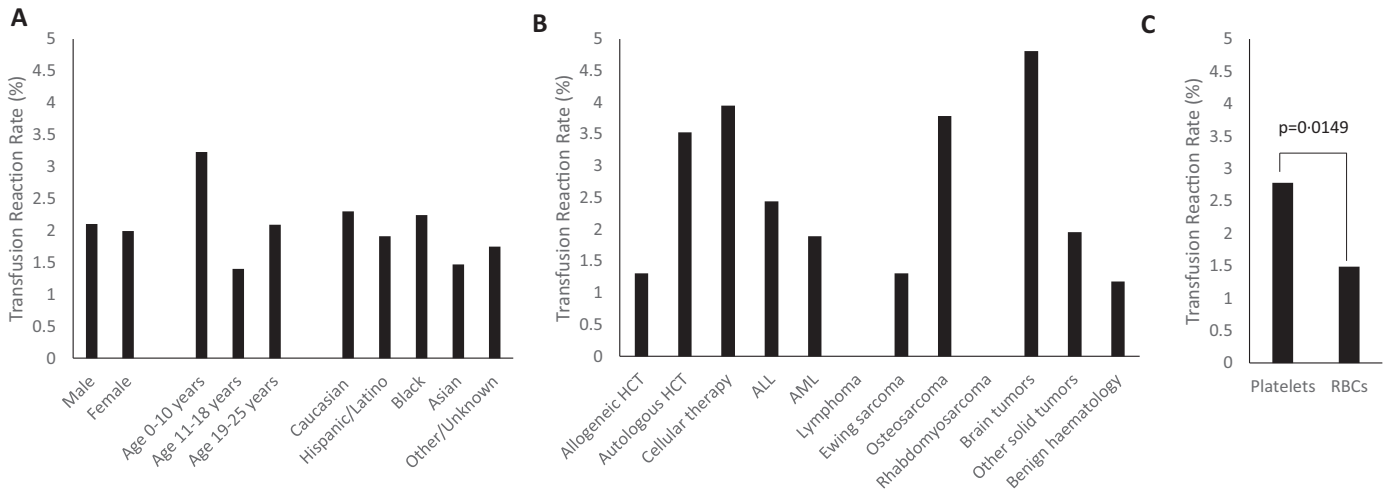 A
Transfusion Reaction Rate (%)
5
4.5
4
3.5
3
2.5
2
1.5
1
0.5
0
Male
Female
Age 0-10 years
Age 11-18 years
Age 19-25 years
Caucasian
Hispanic/Latino
Black
Asian
Other/Unknown
B
Transfusion Reaction Rate (%)
5
4.5
4
3.5
3
2.5
2
1.5
1
0.5
0
Allogeneic HCT
Autologous HCT
Cellular therapy
ALL
AML
Lymphoma
Ewing sarcoma
Osteosarcoma
Rhabdomyosarcoma
Brain tumors
Other solid tumors
Benign haematology
C
Transfusion Reaction Rate (%)
5
4.5
4
3.5
3
2.5
2
1.5
1
0.5
0
p=0·0149
Platelets
RBCs